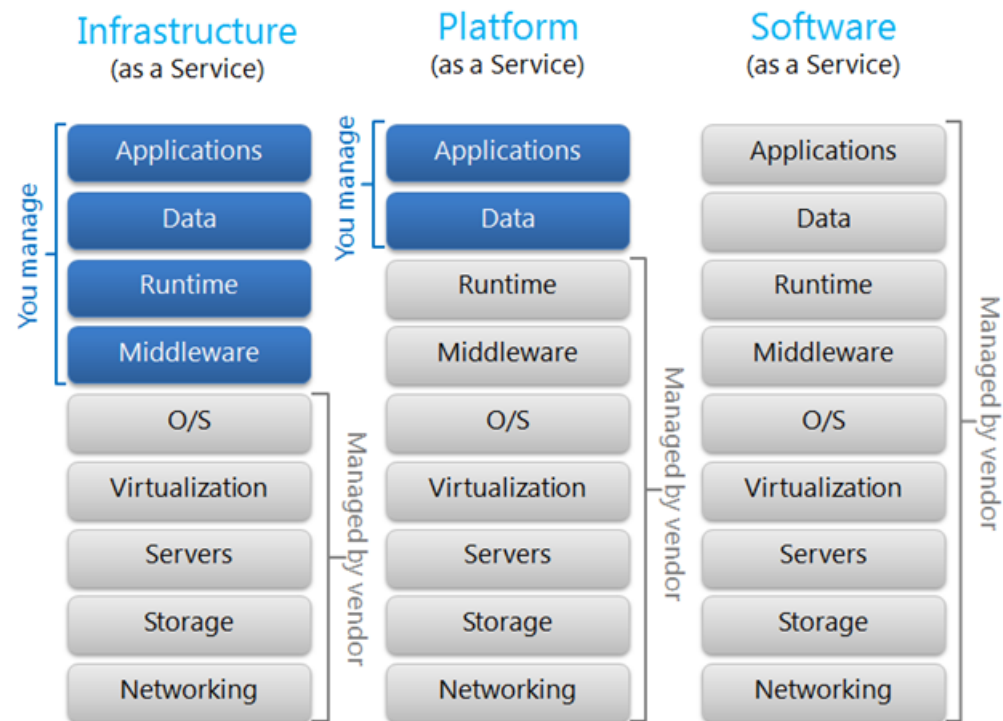 Infrastructure
(as a Service)
You manage
Applications
Data
Runtime
Middleware
O/S
Virtualization
Servers
Storage
Networking
Managed by vendor
Platform
(as a Service)
You manage
Applications
Data
Runtime
Middleware
O/S
Virtualization
Servers
Storage
Networking
Managed by vendor
Software
(as a Service)
Applications
Data
Runtime
Middleware
O/S
Virtualization
Servers
Storage
Networking
Managed by vendor